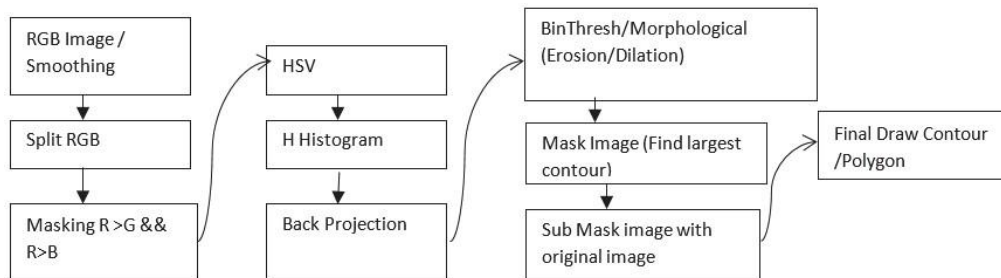 RGB Image /
Smoothing
Split RGB
Masking R >G &&
R>B
HSV
H Histogram
Back Projection
BinThresh/Morphological
(Erosion/Dilation)
Mask Image (Find largest
contour)
Sub Mask image with
original image
Final Draw Contour
/Polygon